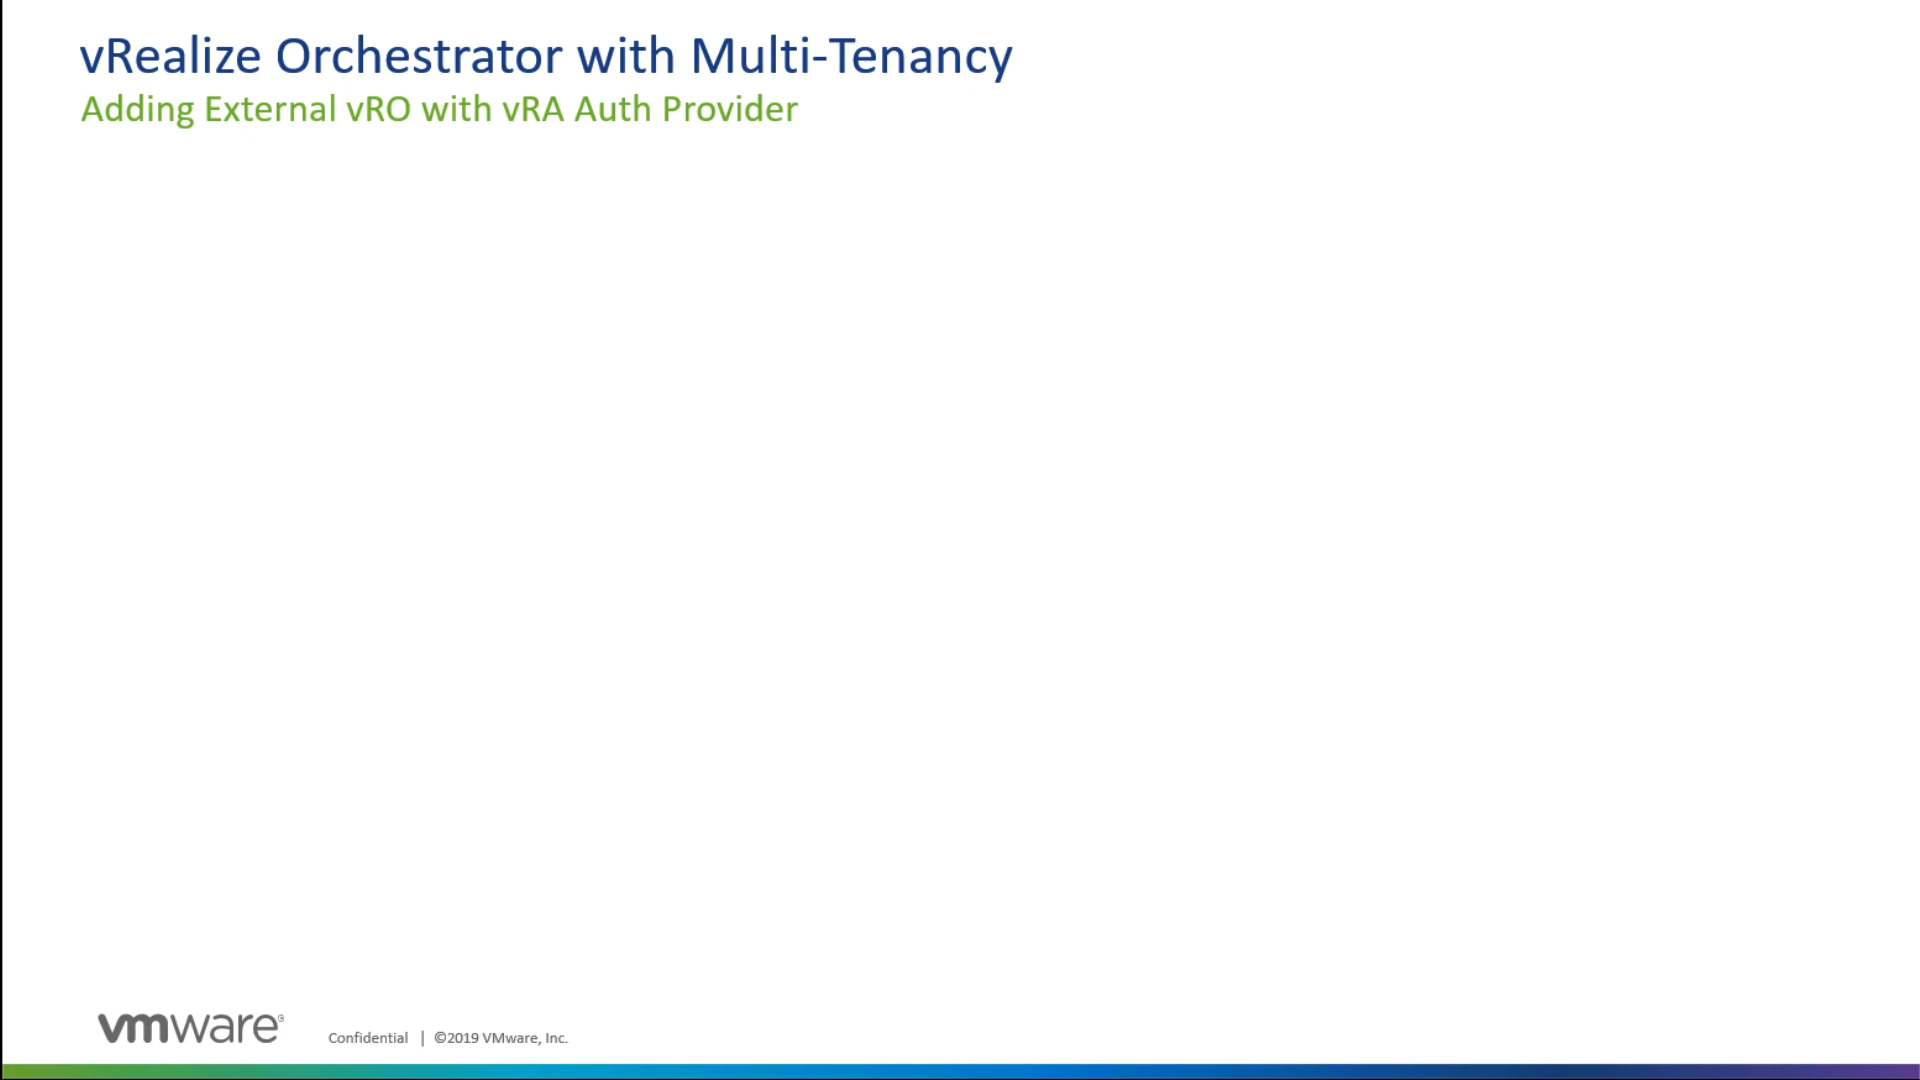 vRealize Orchestrator with Multi-Tenancy
Adding External vRO with vRA Auth Provider
vmware®
Confidential | ©2019 VMware, Inc.